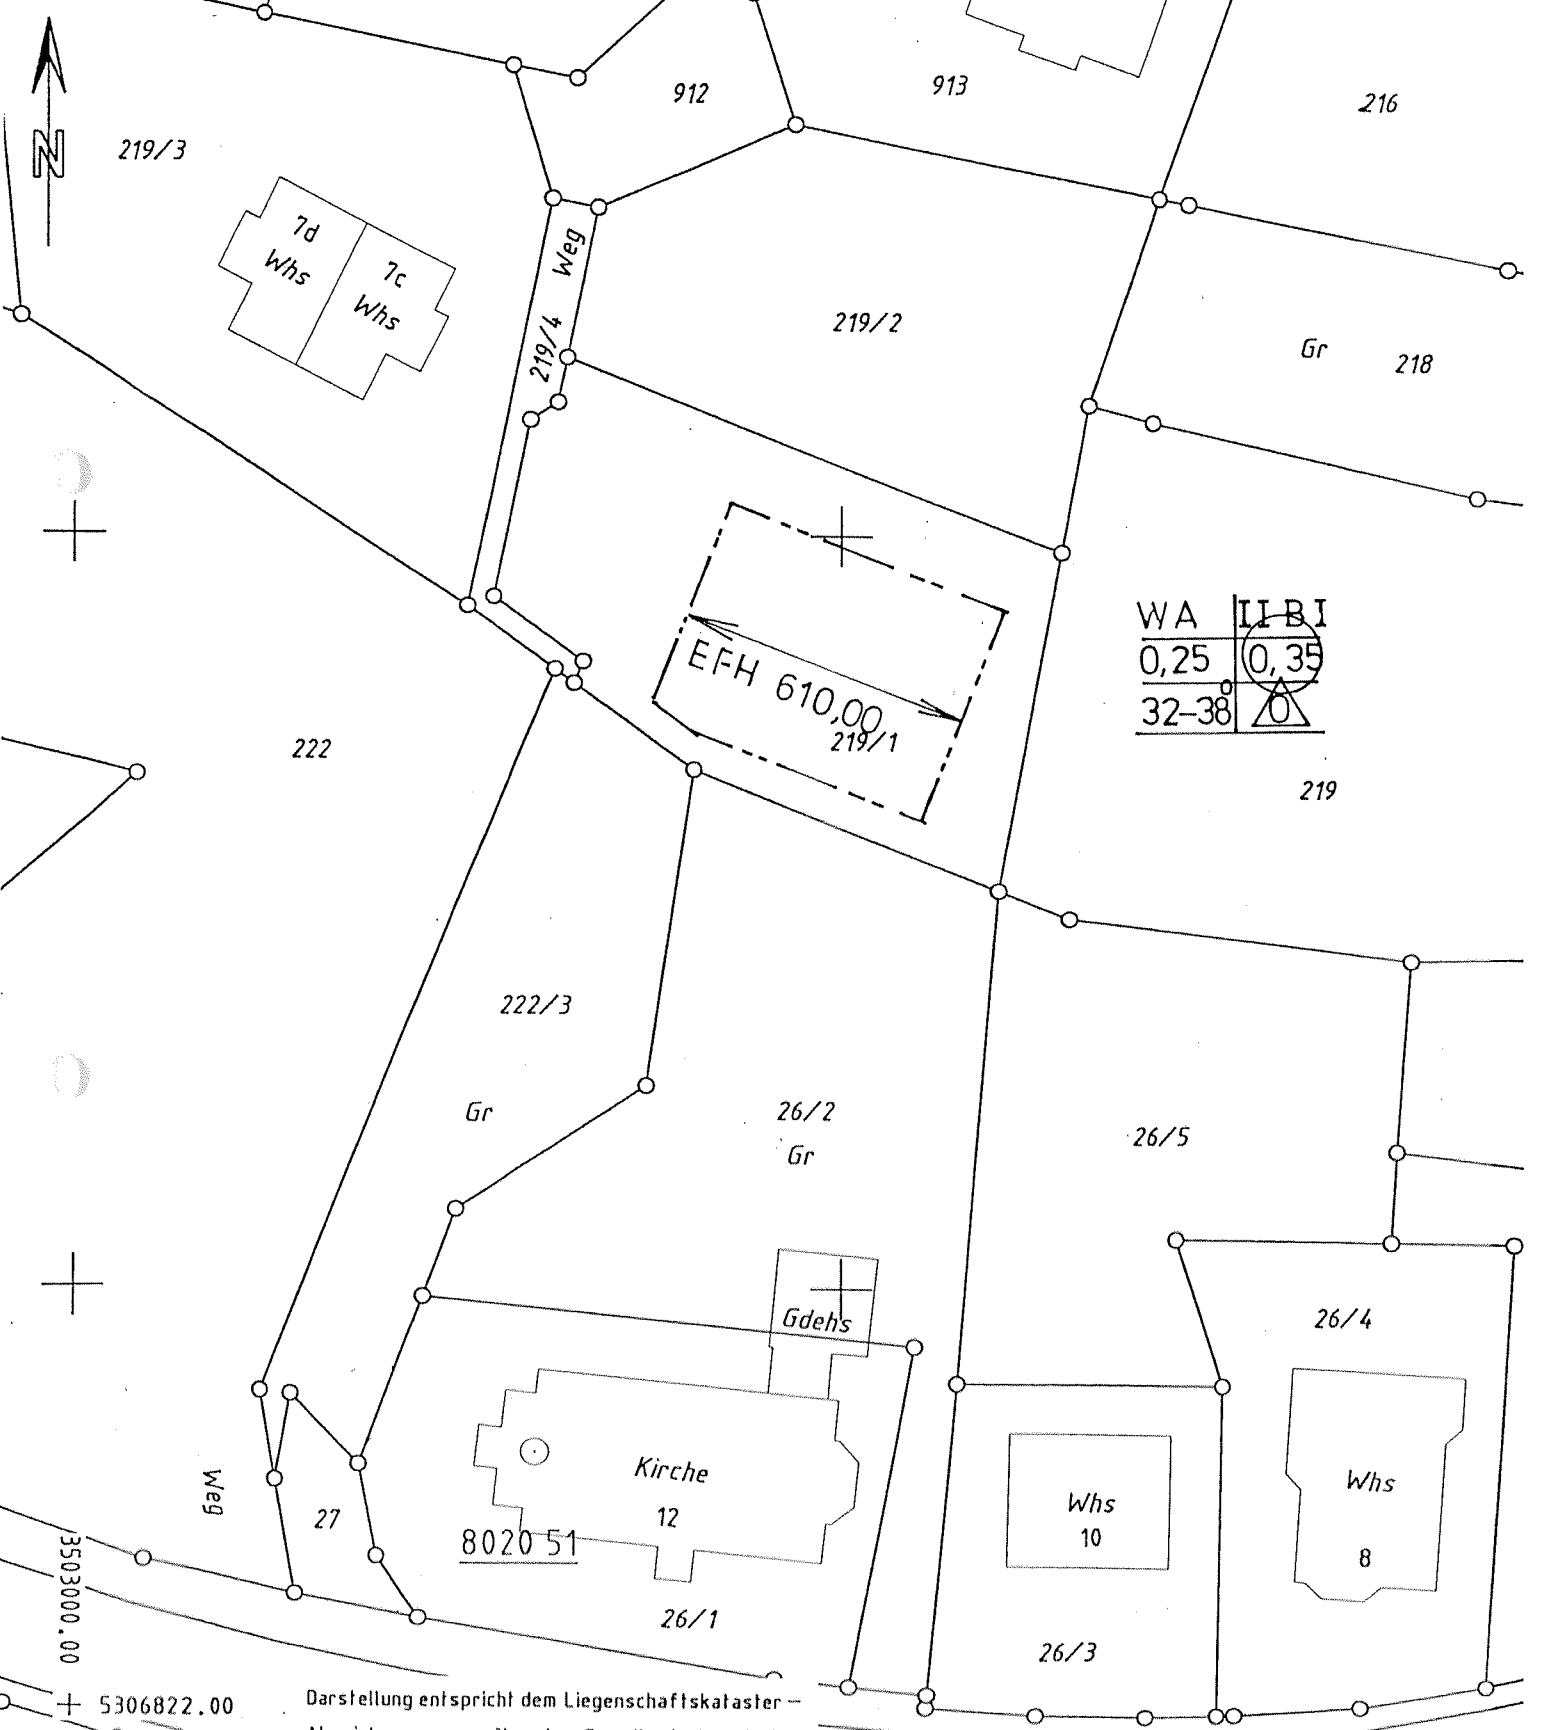 N
219/3
912
913
216
7d
Whs
7c
Whs
Weg
219/4
219/2
Gr
218
EFH 610,00
219/1
WA II B I
0,25 0,35
32-38° 0
219
222
222/3
Gr
26/2
Gr
26/5
Gdehs
26/4
Kirche
12
8020 51
Whs
10
Whs
8
Weg
27
26/1
26/3
3503000.00
5306822.00
Darstellung entspricht dem Liegenschaftskataster –